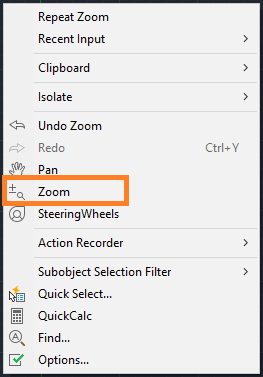 Repeat Zoom
Recent Input
Clipboard
Isolate
Undo Zoom
Redo Ctrl+Y
Pan
Zoom
SteeringWheels
Action Recorder
Subobject Selection Filter
Quick Select...
QuickCalc
Find...
Options...